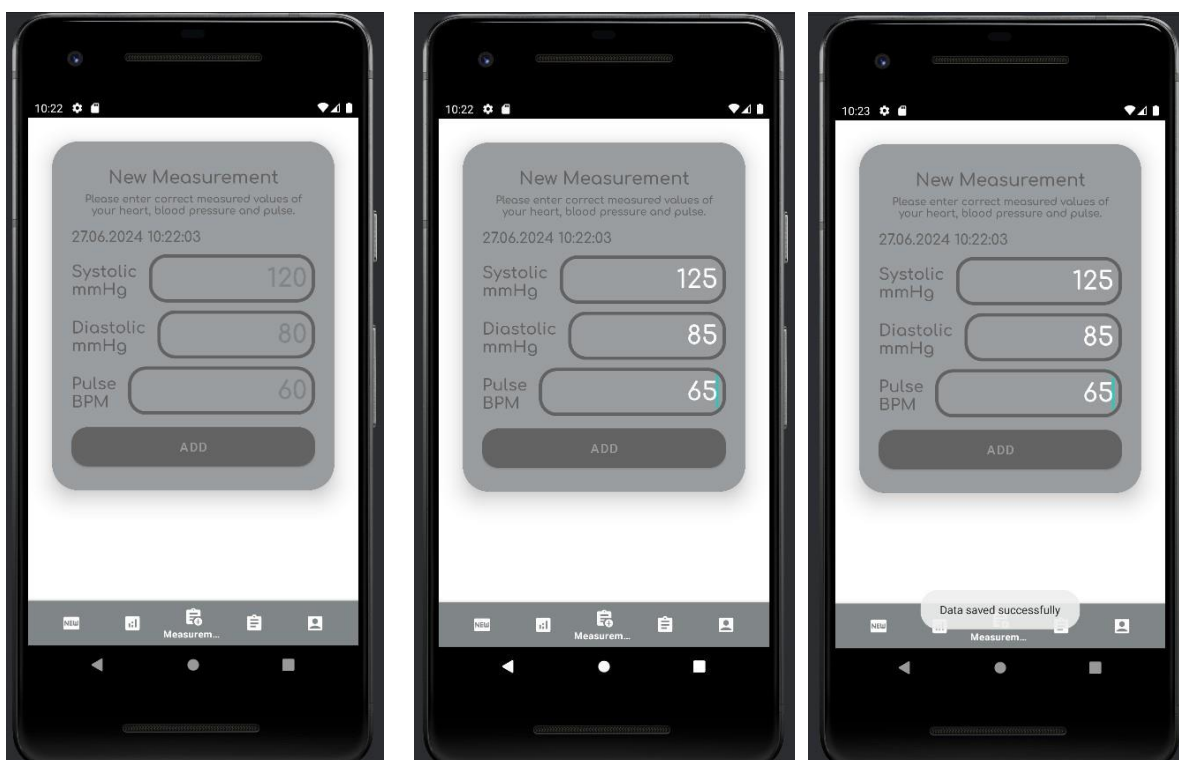 10:22
New Measurement
Please enter correct measured values of
your heart, blood pressure and pulse.
27.06.2024 10:22:03
Systolic
mmHg
120
Diastolic
mmHg
80
Pulse
BPM
60
ADD
NEW
Measurem...
10:22
New Measurement
Please enter correct measured values of
your heart, blood pressure and pulse.
27.06.2024 10:22:03
Systolic
mmHg
125
Diastolic
mmHg
85
Pulse
BPM
65
ADD
NEW
Measurem...
10:23
New Measurement
Please enter correct measured values of
your heart, blood pressure and pulse.
27.06.2024 10:22:03
Systolic
mmHg
125
Diastolic
mmHg
85
Pulse
BPM
65
ADD
Data saved successfully
NEW
Measurem...